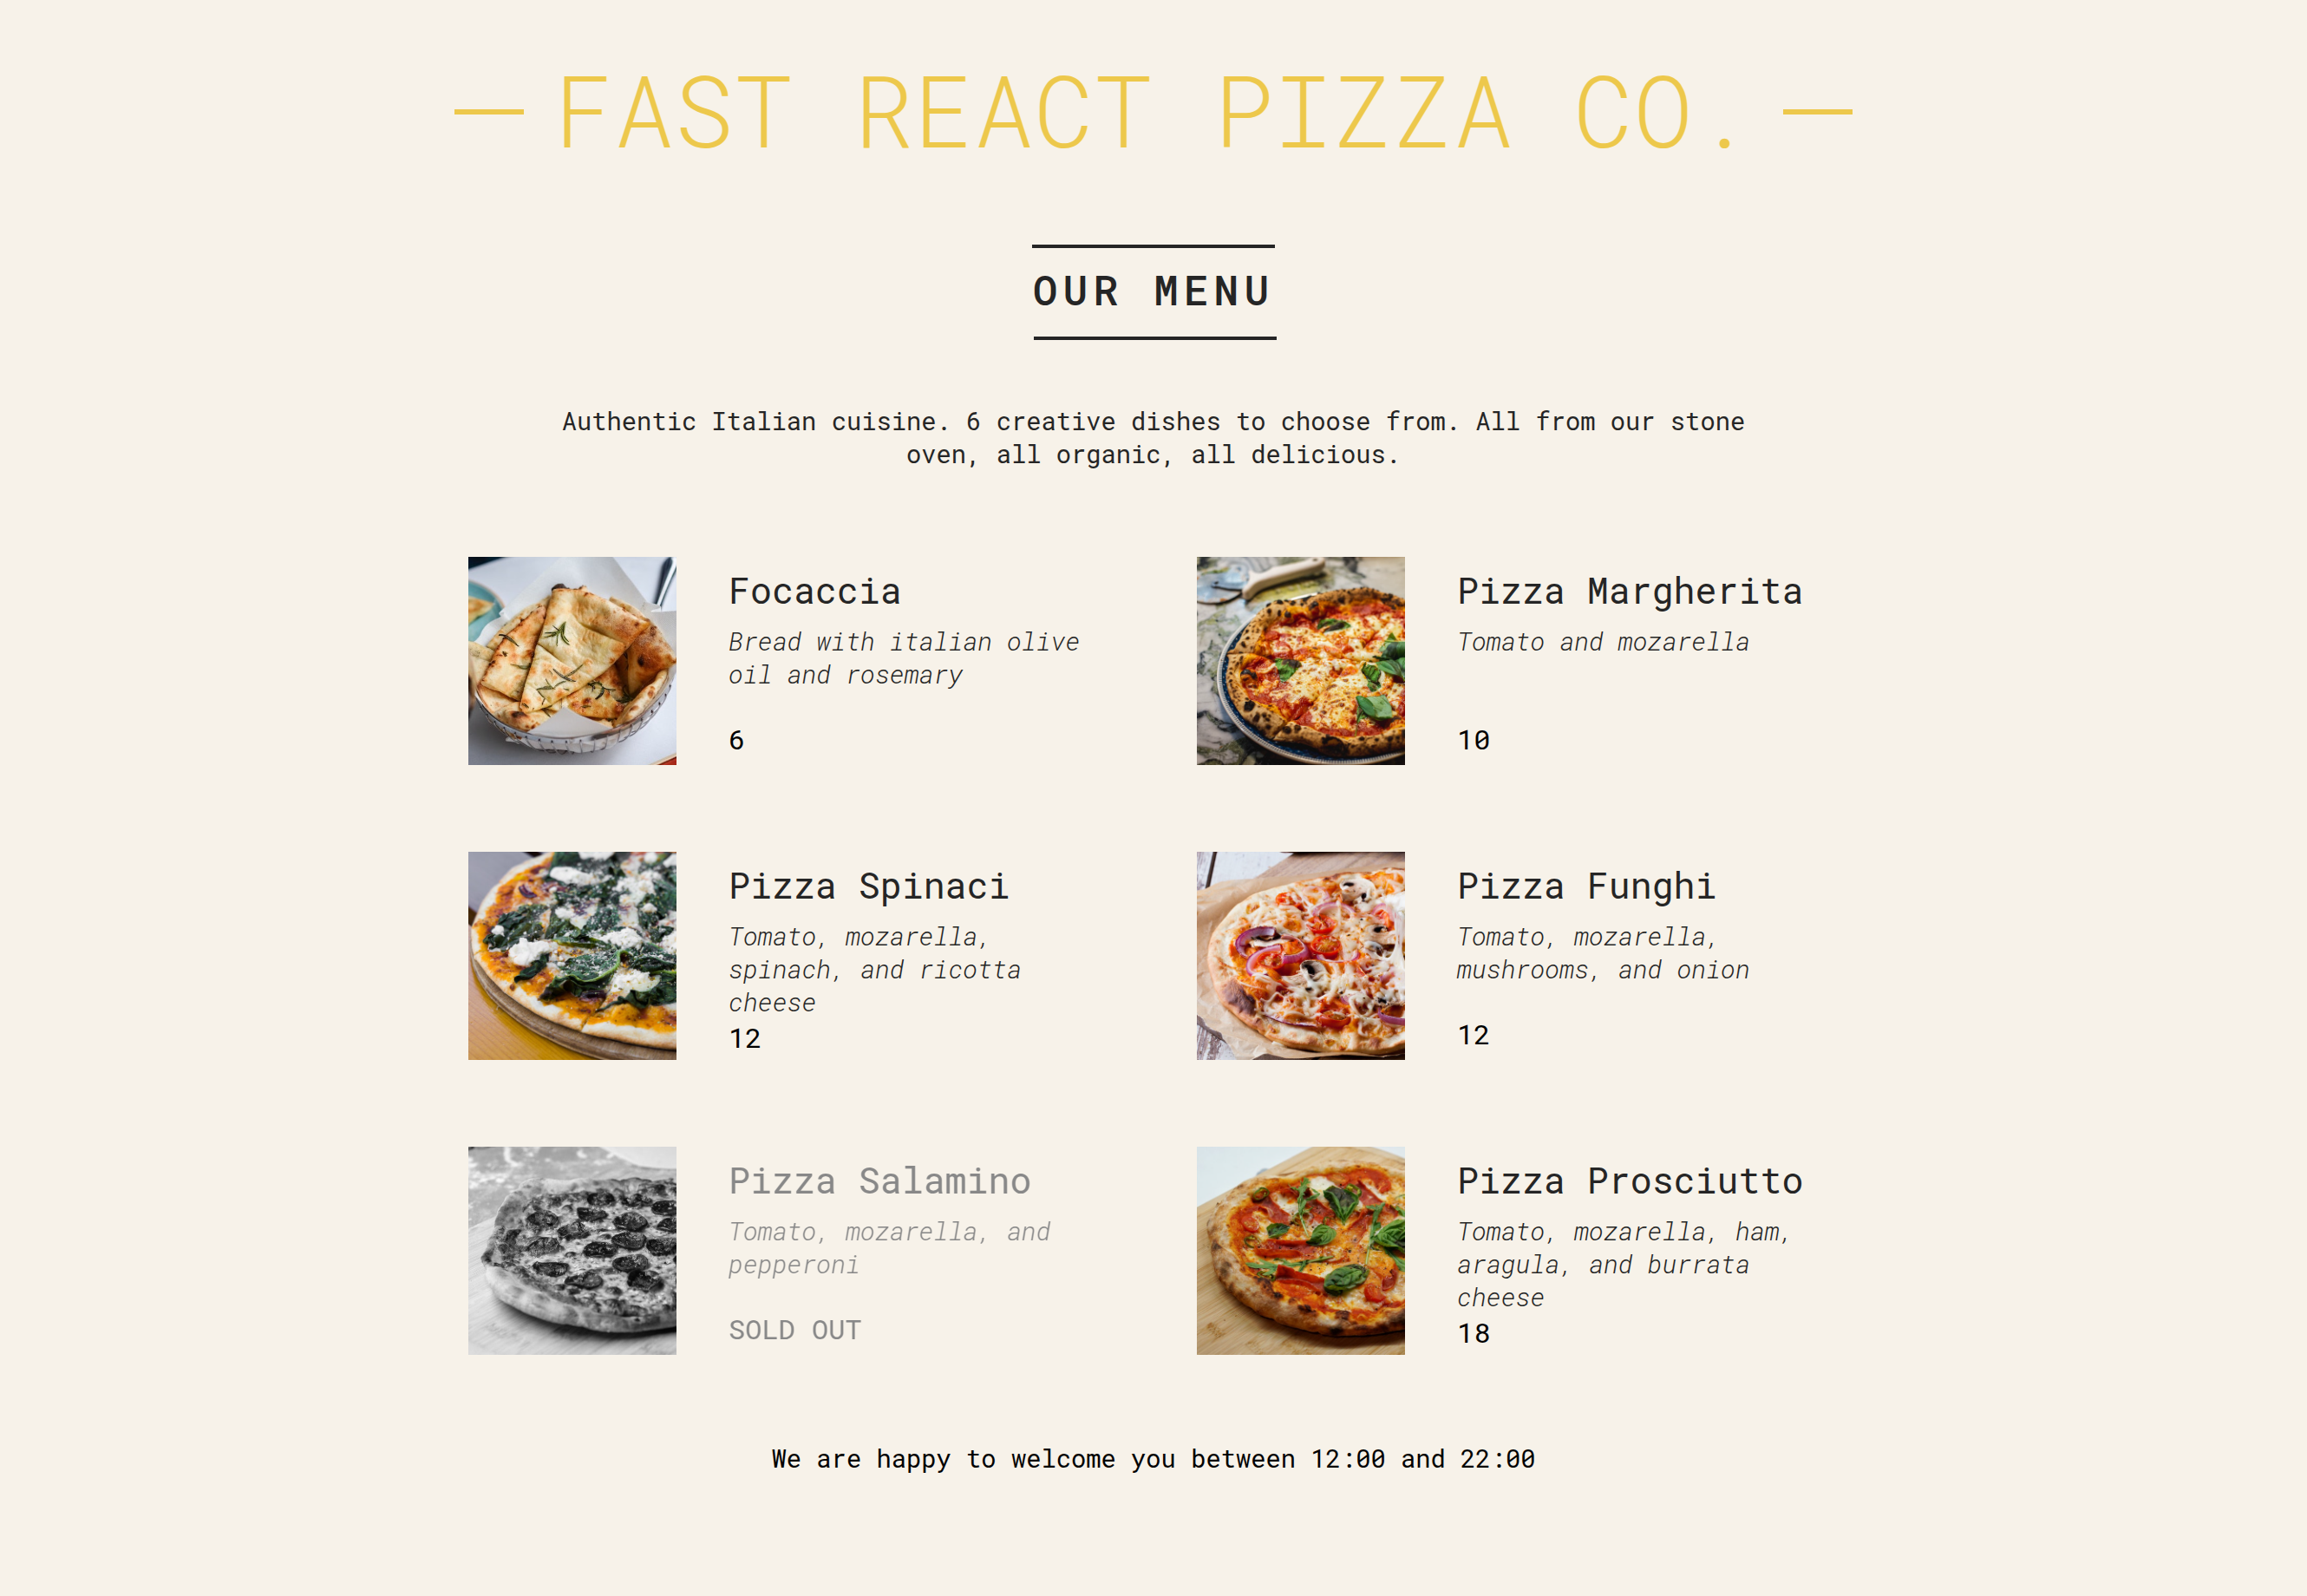 — FAST REACT PIZZA CO. —
OUR MENU
Authentic Italian cuisine. 6 creative dishes to choose from. All from our stone
oven, all organic, all delicious.
Focaccia
Bread with italian olive
oil and rosemary
6
Pizza Margherita
Tomato and mozarella
10
Pizza Spinaci
Tomato, mozarella,
spinach, and ricotta
cheese
12
Pizza Funghi
Tomato, mozarella,
mushrooms, and onion
12
Pizza Salamino
Tomato, mozarella, and
pepperoni
SOLD OUT
Pizza Prosciutto
Tomato, mozarella, ham,
aragula, and burrata
cheese
18
We are happy to welcome you between 12:00 and 22:00